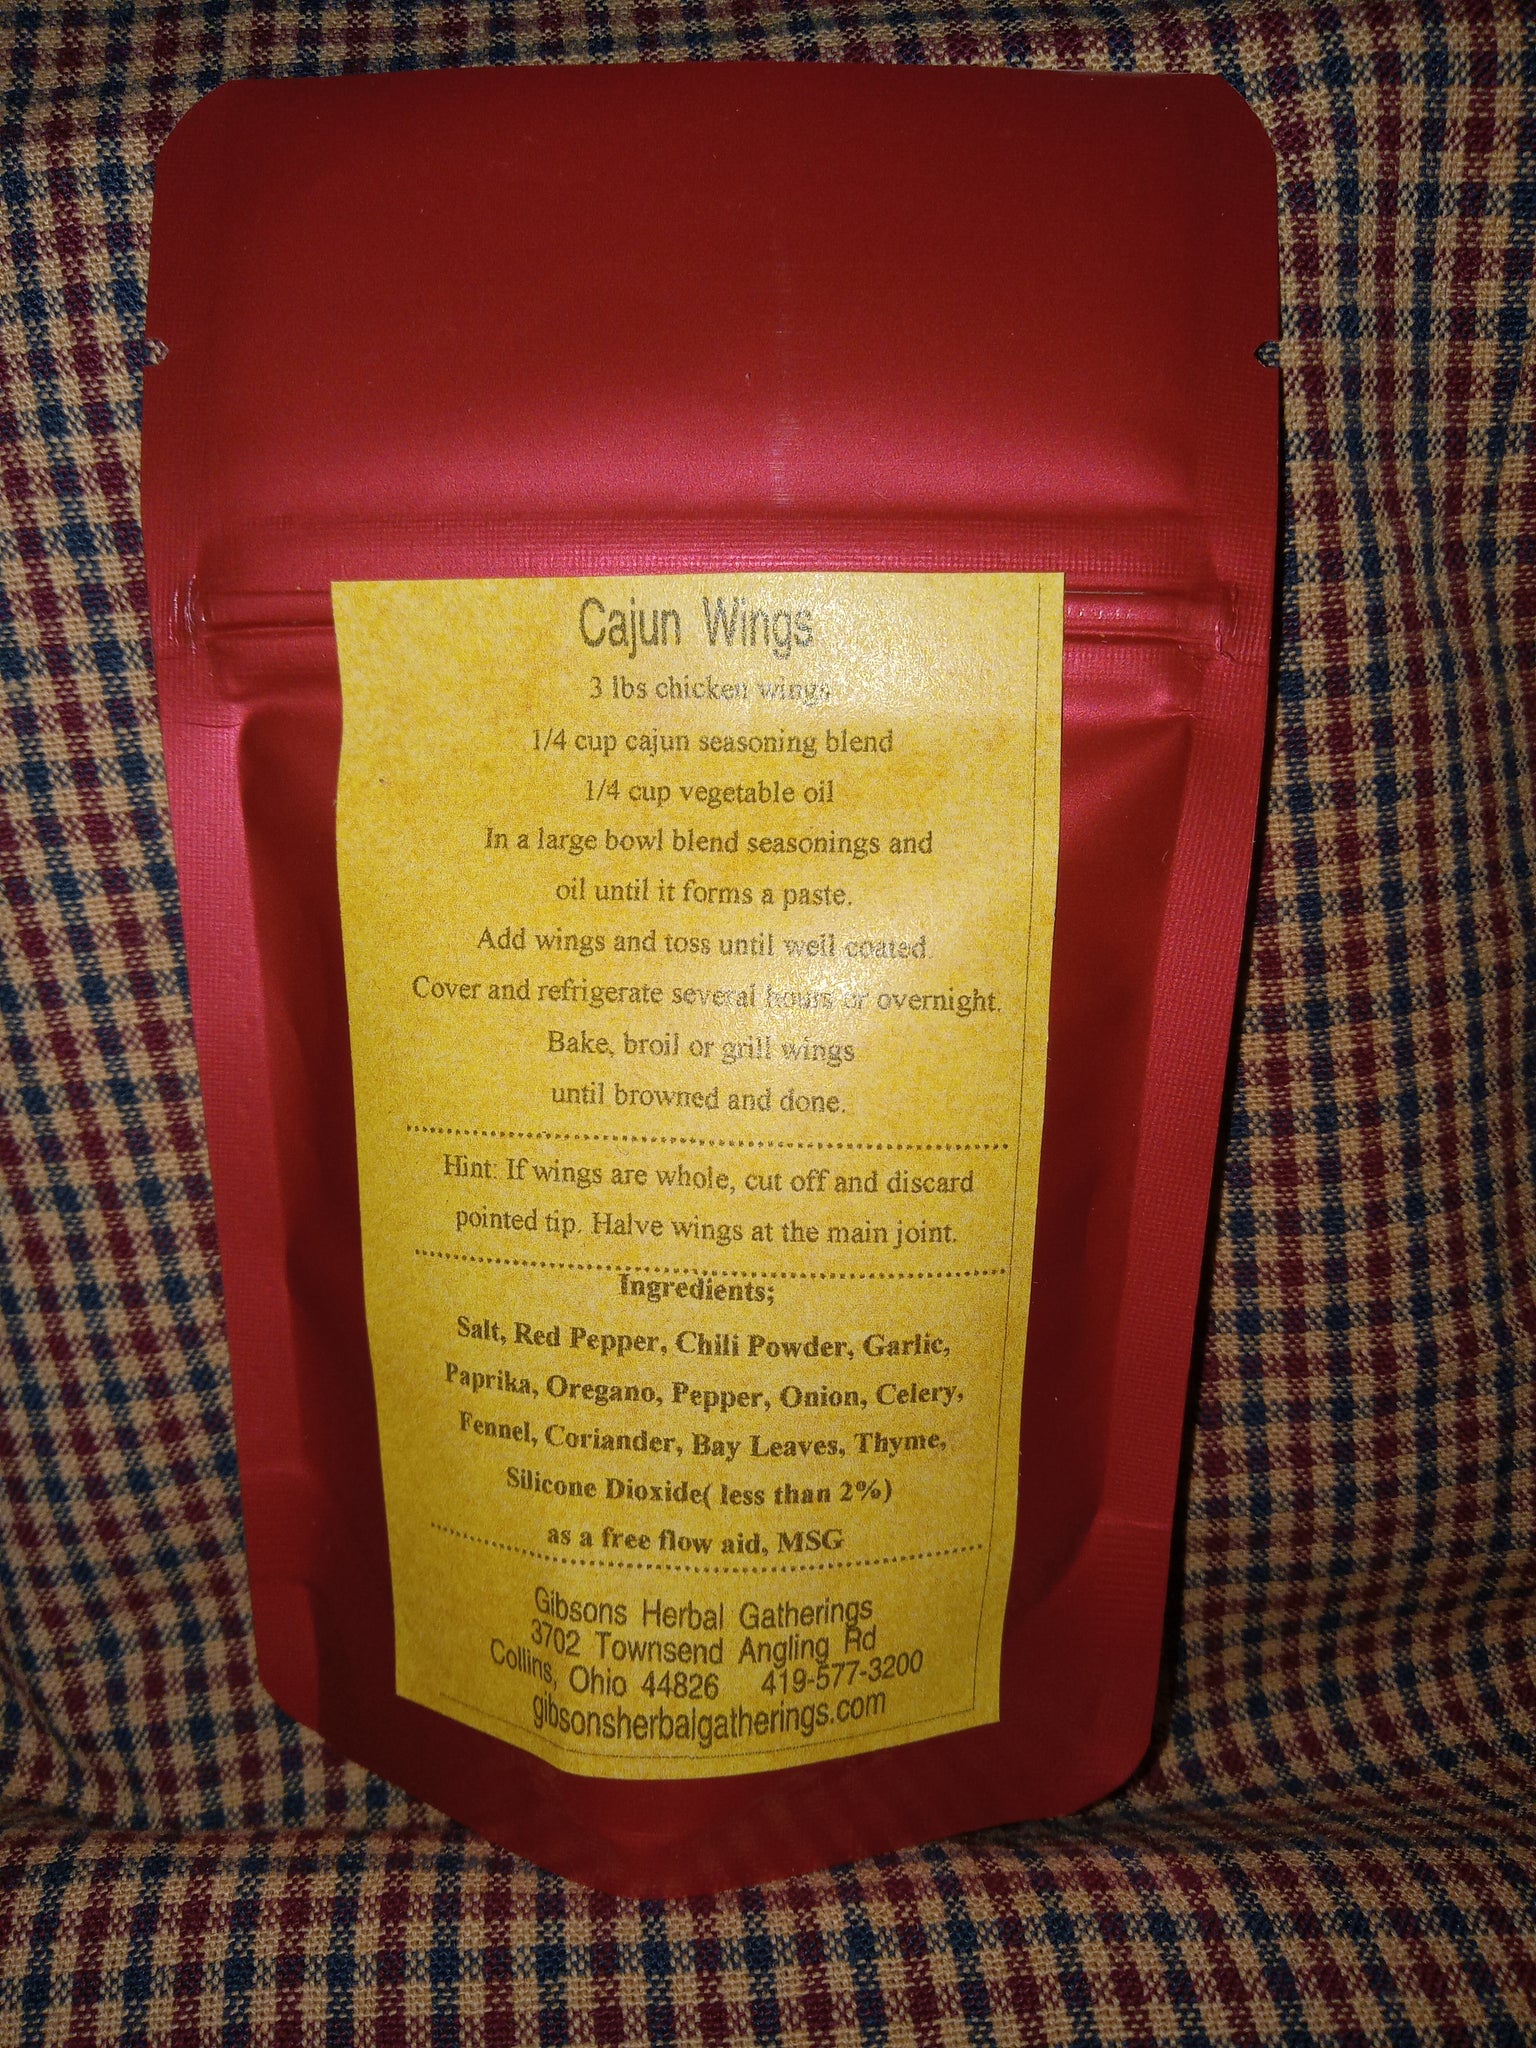 Cajun Wings
3 lbs chicken wings
1/4 cup cajun seasoning blend
1/4 cup vegetable oil
In a large bowl blend seasonings and
oil until it forms a paste.
Add wings and toss until well coated.
Cover and refrigerate several hours or overnight.
Bake, broil or grill wings
until browned and done.
Hint: If wings are whole, cut off and discard
pointed tip. Halve wings at the main joint.
Ingredients;
Salt, Red Pepper, Chili Powder, Garlic,
Paprika, Oregano, Pepper, Onion, Celery,
Fennel, Coriander, Bay Leaves, Thyme,
Silicone Dioxide( less than 2%)
as a free flow aid, MSG
Gibsons Herbal Gatherings
3702 Townsend Angling Rd
Collins, Ohio 44826 419-577-3200
gibsonsherbalgatherings.com